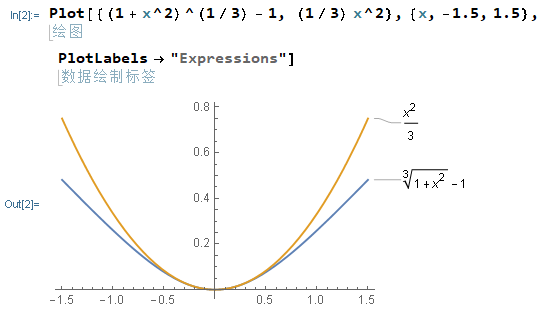 In[2]:= Plot[{(1 + x^2)^(1/3) - 1, (1/3) x^2}, {x, -1.5, 1.5},
绘图
PlotLabels → "Expressions"]
数据绘制标签
0.8
x²/3
0.6
0.4
∛(1+x²) -1
Out[2]=
0.2
-1.5 -1.0 -0.5 0.5 1.0 1.5